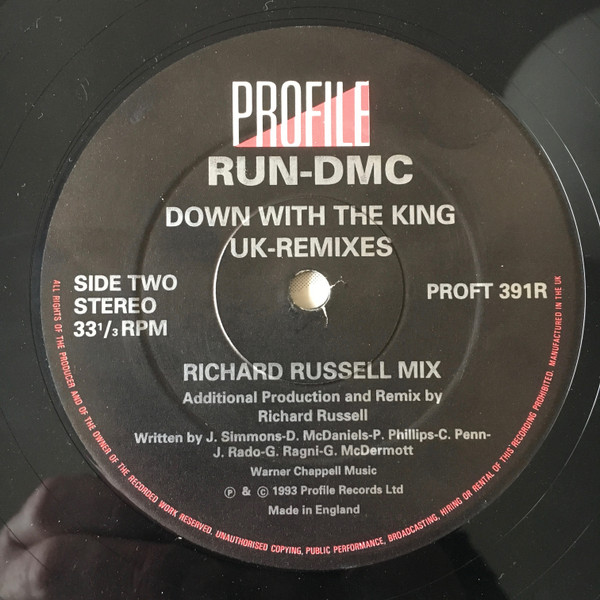 PROFILE
RUN-DMC
DOWN WITH THE KING
UK-REMIXES
SIDE TWO
STEREO
33¹/₃ RPM
PROFT 391R
RICHARD RUSSELL MIX
Additional Production and Remix by
Richard Russell
Written by J. Simmons-D. McDaniels-P. Phillips-C. Penn-
J. Rado-G. Ragni-G. McDermott
Warner Chappell Music
Ⓟ & © 1993 Profile Records Ltd
Made in England
ALL RIGHTS OF THE PRODUCER AND OF THE OWNER OF THE RECORDED WORK RESERVED. UNAUTHORISED COPYING, PUBLIC PERFORMANCE, BROADCASTING, HIRING OR RENTAL OF THIS RECORDING PROHIBITED. MANUFACTURED IN THE UK